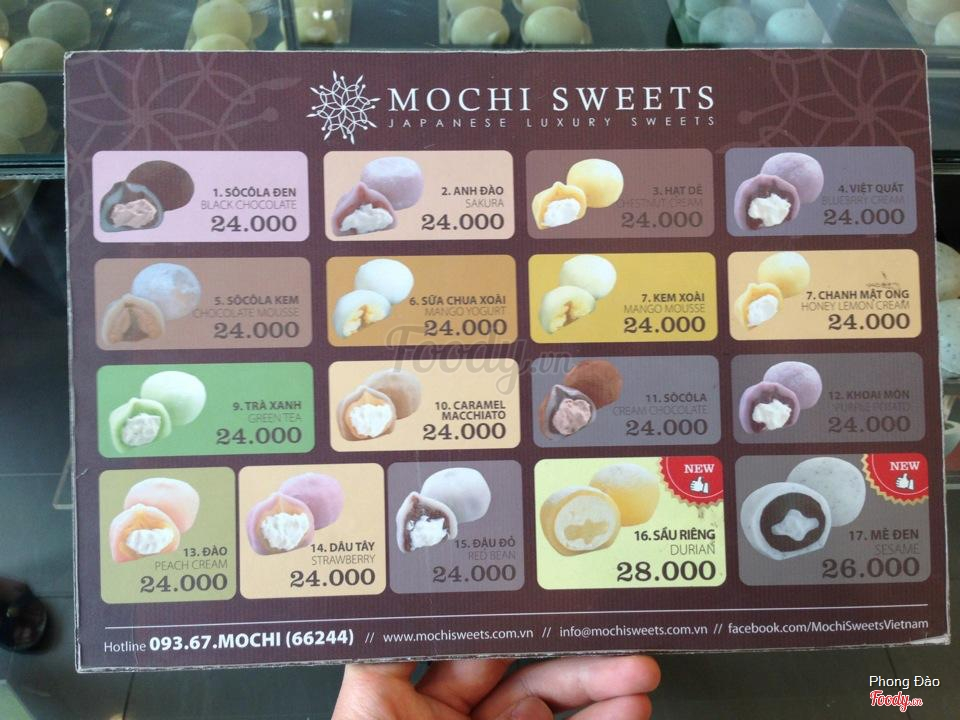 MOCHI SWEETS
JAPANESE LUXURY SWEETS
1. SÔCÔLA ĐEN
BLACK CHOCOLATE
24.000
2. ANH ĐÀO
SAKURA
24.000
3. HẠT DẺ
CHESTNUT CREAM
24.000
4. VIỆT QUẤT
BLUEBRRY CREAM
24.000
5. SÔCÔLA KEM
CHOCOLATE MOUSSE
24.000
6. SỮA CHUA XOÀI
MANGO YOGURT
24.000
7. KEM XOÀI
MANGO MOUSSE
24.000
7. CHANH MẬT ONG
HONEY LEMON CREAM
24.000
9. TRÀ XANH
GREEN TEA
24.000
10. CARAMEL
MACCHIATO
24.000
11. SÔCÔLA
CREAM CHOCOLATE
24.000
12. KHOAI MÔN
PURPLE POTATO
24.000
13. ĐÀO
PEACH CREAM
24.000
14. DÂU TÂY
STRAWBERRY
24.000
15. ĐẬU ĐỎ
RED BEAN
24.000
NEW
16. SẦU RIÊNG
DURIAN
28.000
NEW
17. MÈ ĐEN
SESAME
26.000
Foody.vn
Hotline 093.67.MOCHI (66244) // www.mochisweets.com.vn // info@mochisweets.com.vn // facebook.com/MochiSweetsVietnam
Phong Đào
Foody.vn